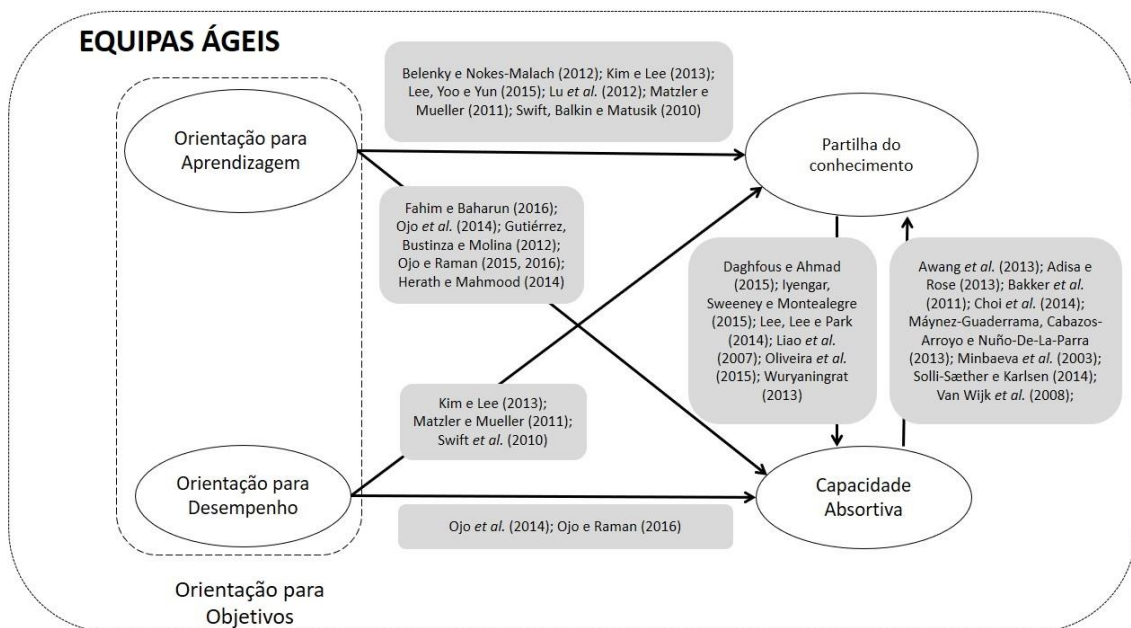 EQUIPAS ÁGEIS
Belenky e Nokes-Malach (2012); Kim e Lee (2013);
Lee, Yoo e Yun (2015); Lu et al. (2012); Matzler e
Mueller (2011); Swift, Balkin e Matusik (2010)
Orientação para
Aprendizagem
Partilha do
conhecimento
Fahim e Baharun (2016);
Ojo et al. (2014); Gutiérrez,
Bustinza e Molina (2012);
Ojo e Raman (2015, 2016);
Herath e Mahmood (2014)
Daghfous e Ahmad
(2015); Iyengar,
Sweeney e Montealegre
(2015); Lee, Lee e Park
(2014); Liao et al.
(2007); Oliveira et al.
(2015); Wuryaningrat
(2013)
Awang et al. (2013); Adisa e
Rose (2013); Bakker et al.
(2011); Choi et al. (2014);
Máynez-Guaderrama, Cabazos-
Arroyo e Nuño-De-La-Parra
(2013); Minbaeva et al. (2003);
Solli-Sæther e Karlsen (2014);
Van Wijk et al. (2008);
Kim e Lee (2013);
Matzler e Mueller (2011);
Swift et al. (2010)
Orientação para
Desempenho
Capacidade
Absortiva
Ojo et al. (2014); Ojo e Raman (2016)
Orientação para
Objetivos